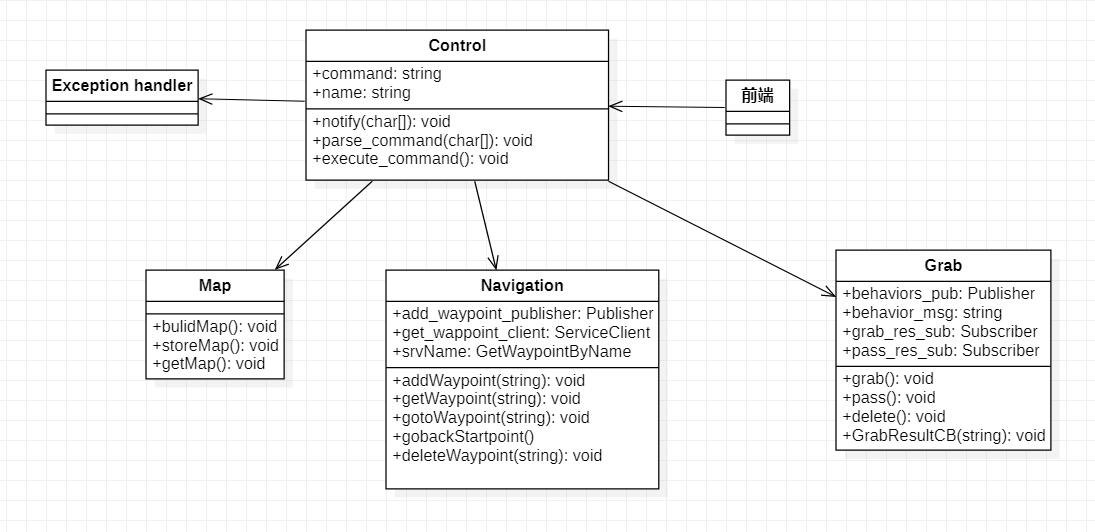 Control
+command: string
+name: string
+notify(char[]): void
+parse_command(char[]): void
+execute_command(): void
Exception handler
前端
Map
+bulidMap(): void
+storeMap(): void
+getMap(): void
Navigation
+add_waypoint_publisher: Publisher
+get_wappoint_client: ServiceClient
+srvName: GetWaypointByName
+addWaypoint(string): void
+getWaypoint(string): void
+gotoWaypoint(string): void
+gobackStartpoint()
+deleteWaypoint(string): void
Grab
+behaviors_pub: Publisher
+behavior_msg: string
+grab_res_sub: Subscriber
+pass_res_sub: Subscriber
+grab(): void
+pass(): void
+delete(): void
+GrabResultCB(string): void